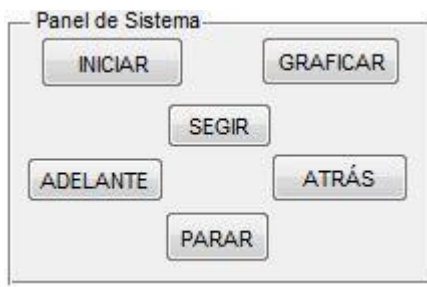 Panel de Sistema
INICIAR
GRAFICAR
SEGIR
ADELANTE
ATRÁS
PARAR